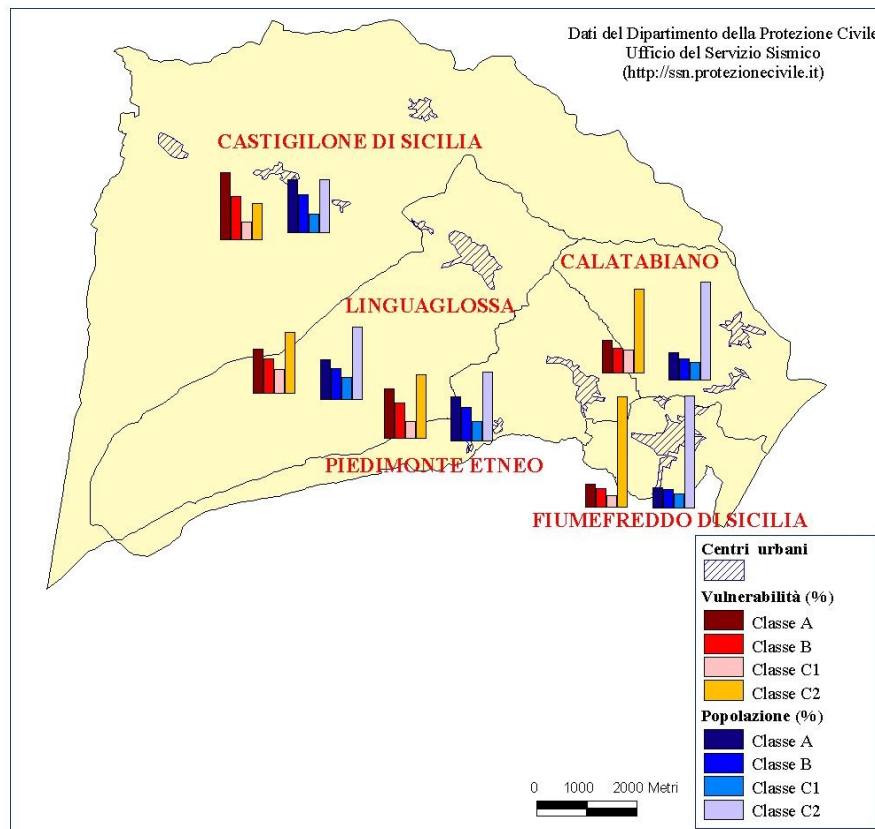 Dati del Dipartimento della Protezione Civile
Ufficio del Servizio Sismico
(http://ssn.protezionecivile.it)
CASTIGILONE DI SICILIA
CALATABIANO
LINGUAGLOSSA
PIEDIMONTE ETNEO
FIUMEFREDDO DI SICILIA
Centri urbani
Vulnerabilità (%)
Classe A
Classe B
Classe C1
Classe C2
Popolazione (%)
Classe A
Classe B
Classe C1
Classe C2
0 1000 2000 Metri